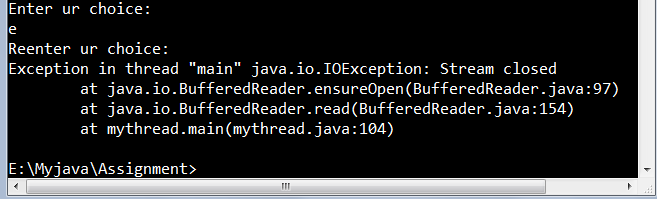 Enter ur choice:
e
Reenter ur choice:
Exception in thread "main" java.io.IOException: Stream closed
        at java.io.BufferedReader.ensureOpen(BufferedReader.java:97)
        at java.io.BufferedReader.read(BufferedReader.java:154)
        at mythread.main(mythread.java:104)
E:\Myjava\Assignment>